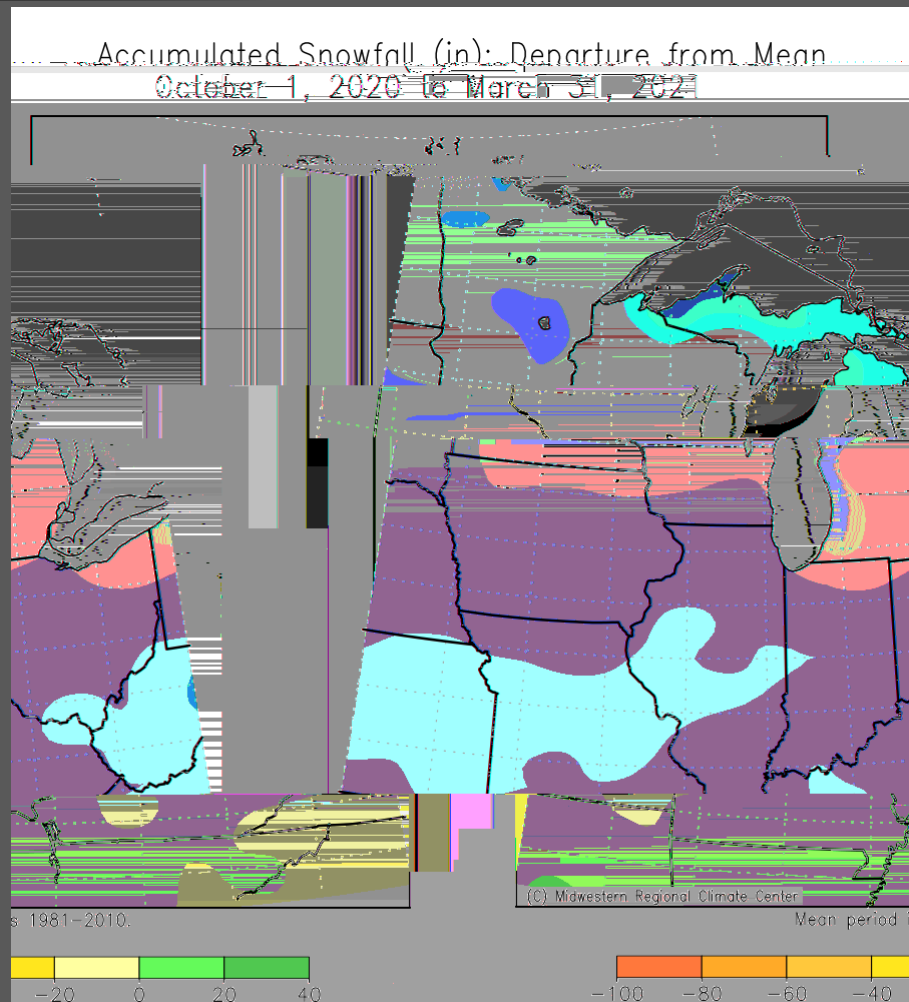 Accumulated Snowfall (in): Departure from Mean
October 1, 2020 to March 31, 2021
(C) Midwestern Regional Climate Center
s 1981-2010.
Mean period i
-20 0 20 40
-100 -80 -60 -40